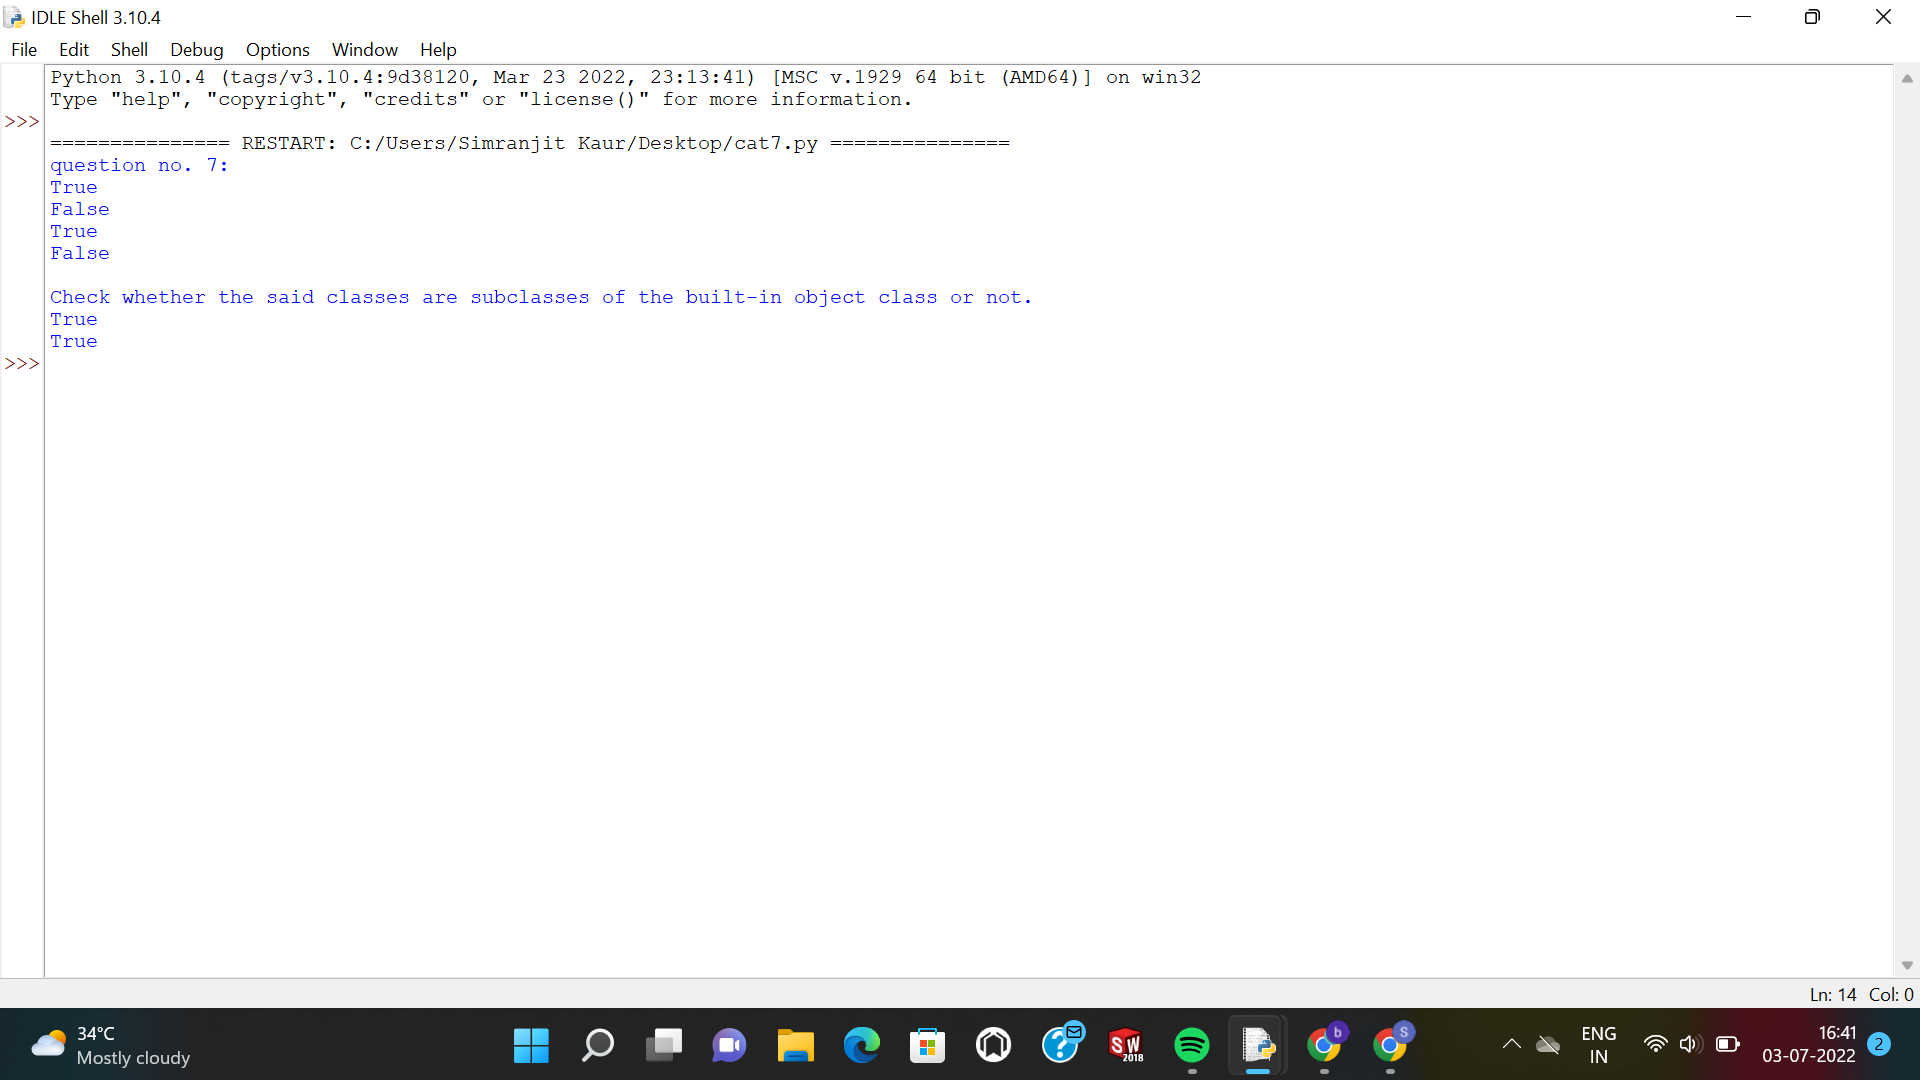 IDLE Shell 3.10.4
File Edit Shell Debug Options Window Help
Python 3.10.4 (tags/v3.10.4:9d38120, Mar 23 2022, 23:13:41) [MSC v.1929 64 bit (AMD64)] on win32
Type "help", "copyright", "credits" or "license()" for more information.
>>>
=============== RESTART: C:/Users/Simranjit Kaur/Desktop/cat7.py ===============
question no. 7:
True
False
True
False
Check whether the said classes are subclasses of the built-in object class or not.
True
True
>>>
Ln: 14 Col: 0
34°C
Mostly cloudy
SW
2018
b
S
ENG
IN
16:41
03-07-2022
2